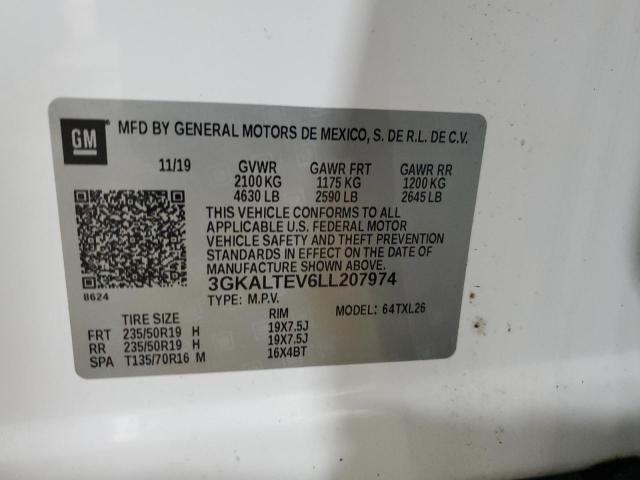 GM MFD BY GENERAL MOTORS DE MEXICO, S. DE R.L. DE C.V.
11/19 GVWR GAWR FRT GAWR RR
2100 KG 1175 KG 1200 KG
4630 LB 2590 LB 2645 LB
THIS VEHICLE CONFORMS TO ALL
APPLICABLE U.S. FEDERAL MOTOR
VEHICLE SAFETY AND THEFT PREVENTION
STANDARDS IN EFFECT ON THE DATE OF
MANUFACTURE SHOWN ABOVE.
8624 3GKALTEV6LL207974
TYPE: M.P.V. MODEL: 64TXL26
TIRE SIZE RIM
FRT 235/50R19 H 19X7.5J
RR 235/50R19 H 19X7.5J
SPA T135/70R16 M 16X4BT